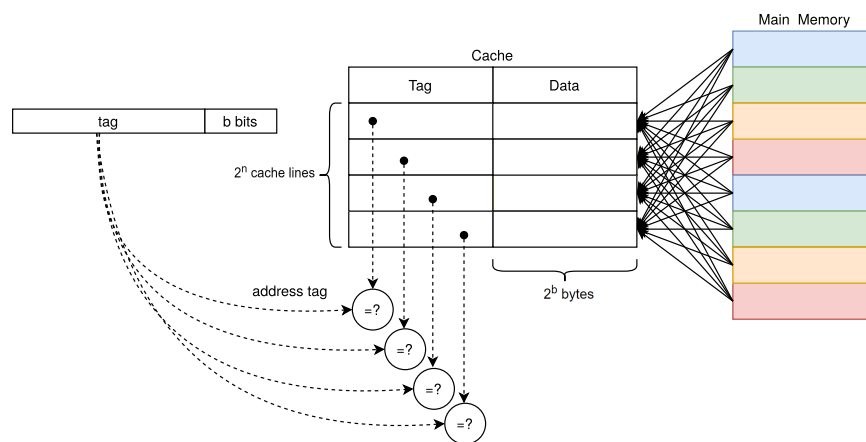 Main Memory
Cache
Tag Data
tag b bits
2ⁿ cache lines
address tag
2ᵇ bytes
=?
=?
=?
=?